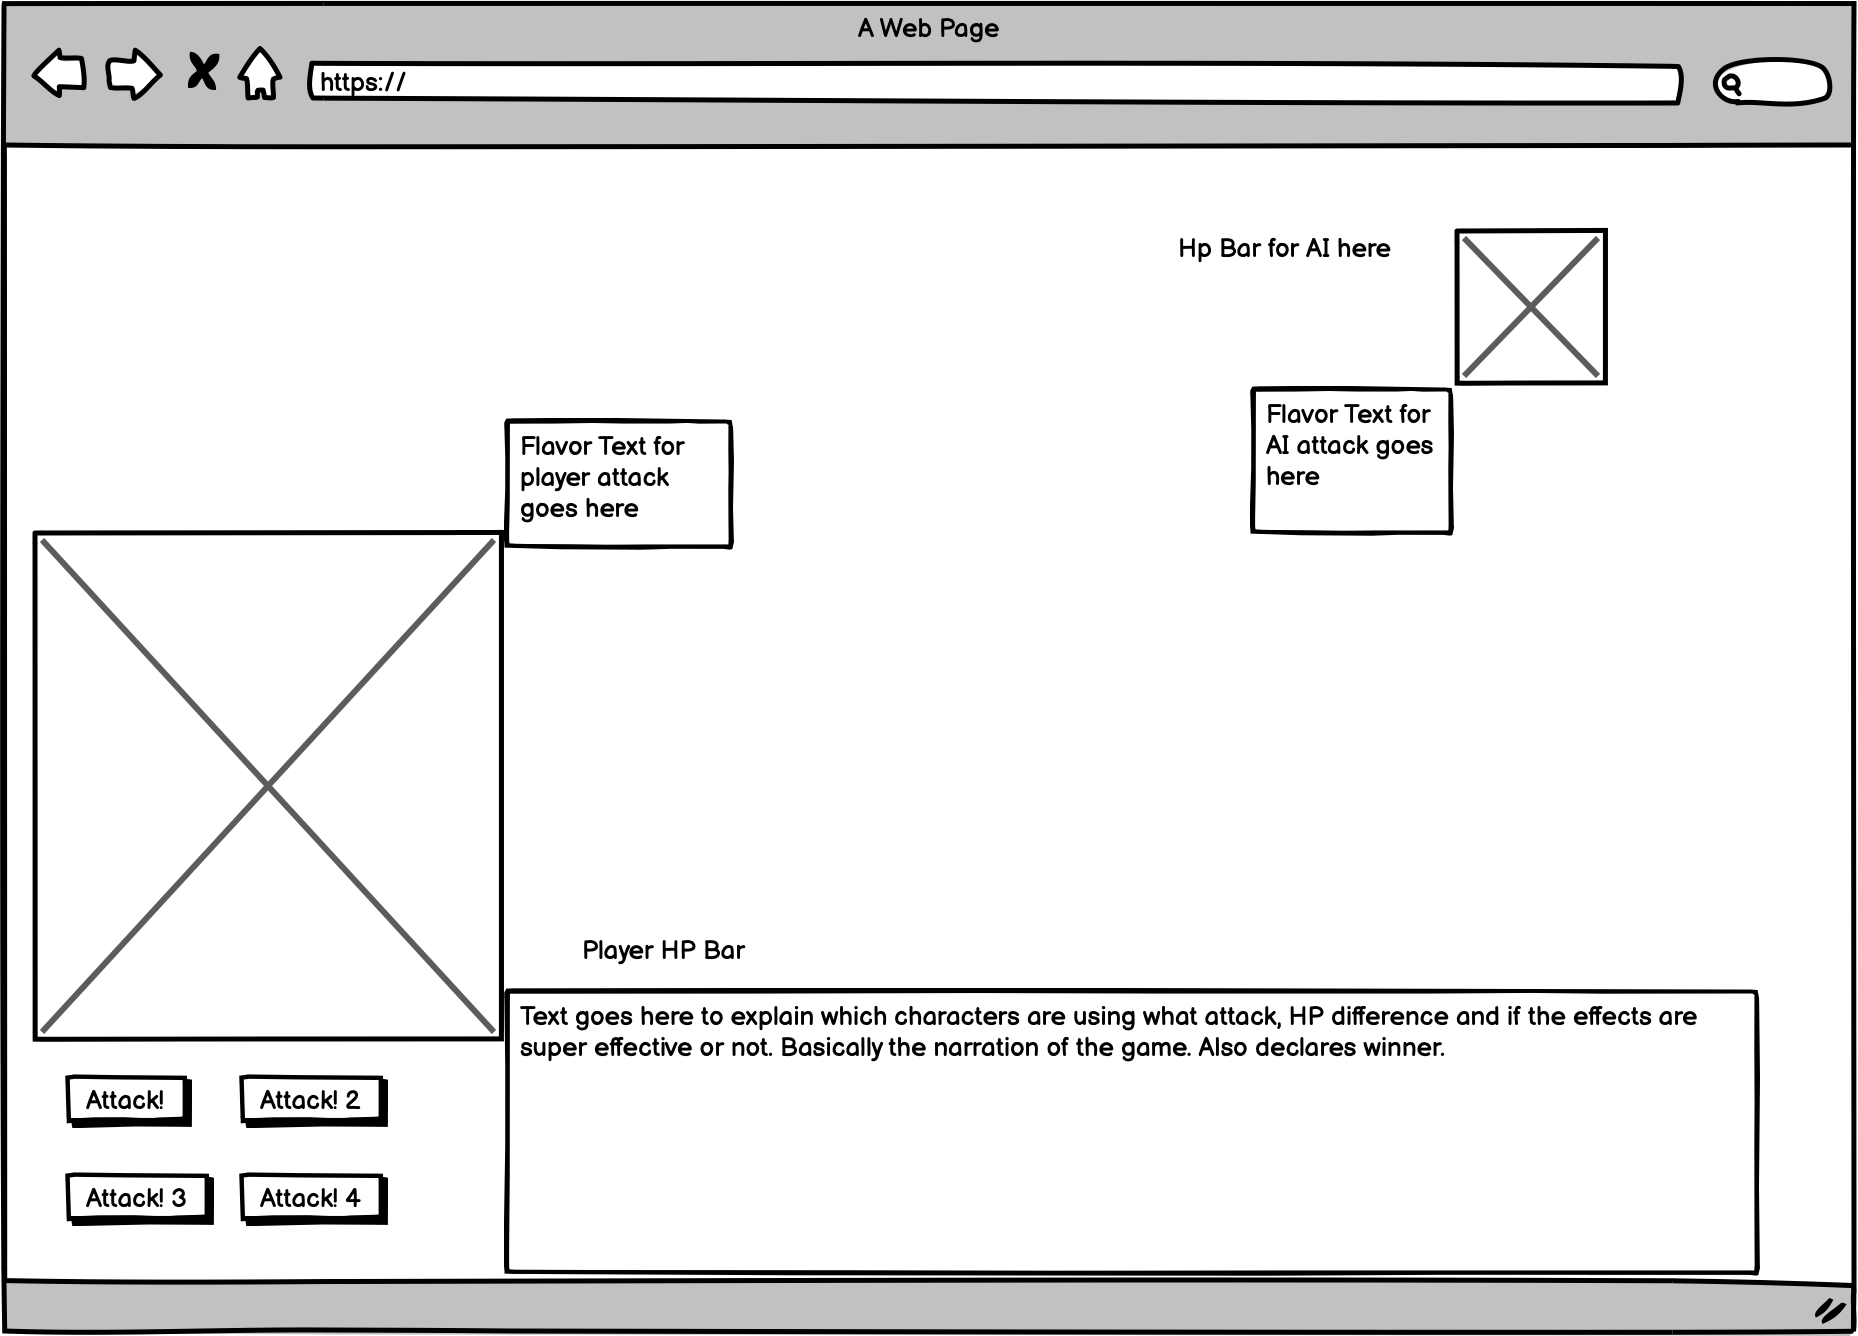 A Web Page
https://
Hp Bar for AI here
Flavor Text for
AI attack goes
here
Flavor Text for
player attack
goes here
Player HP Bar
Text goes here to explain which characters are using what attack, HP difference and if the effects are
super effective or not. Basically the narration of the game. Also declares winner.
Attack!
Attack! 2
Attack! 3
Attack! 4